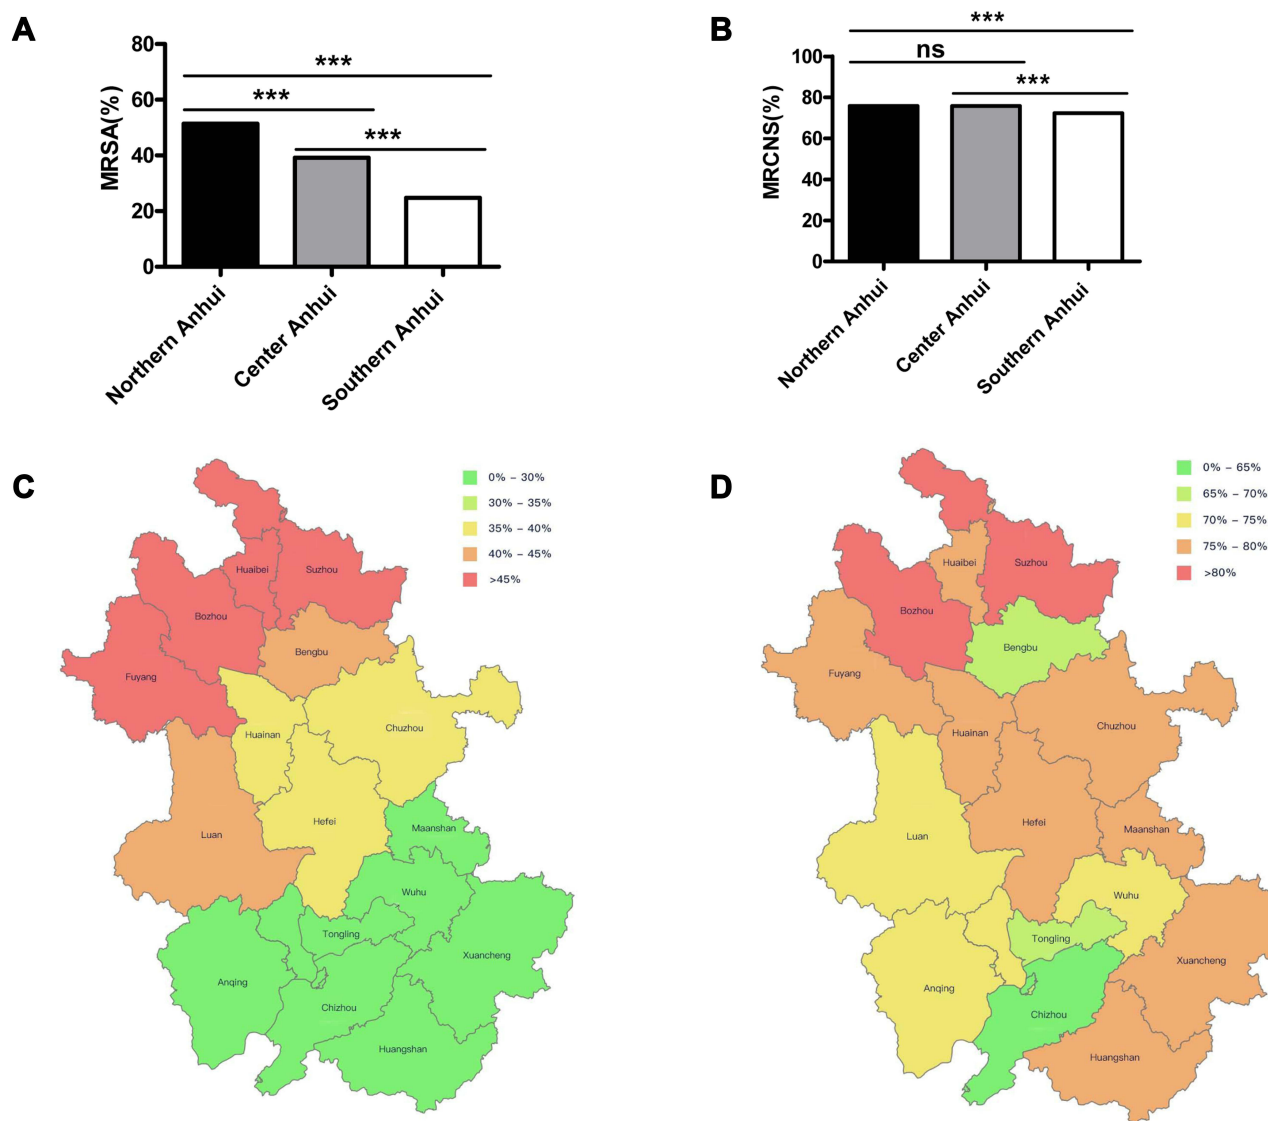 A
MRSA(%)
80
60
40
20
0
***
***
***
Northern Anhui
Center Anhui
Southern Anhui
B
MRCNS(%)
100
80
60
40
20
0
***
ns
***
Northern Anhui
Center Anhui
Southern Anhui
C
0% – 30%
30% – 35%
35% – 40%
40% – 45%
>45%
Huaibei
Suzhou
Bozhou
Bengbu
Fuyang
Huainan
Chuzhou
Luan
Hefei
Maanshan
Wuhu
Tongling
Xuancheng
Anqing
Chizhou
Huangshan
D
0% – 65%
65% – 70%
70% – 75%
75% – 80%
>80%
Huaibei
Suzhou
Bozhou
Bengbu
Fuyang
Huainan
Chuzhou
Luan
Hefei
Maanshan
Wuhu
Tongling
Xuancheng
Anqing
Chizhou
Huangshan